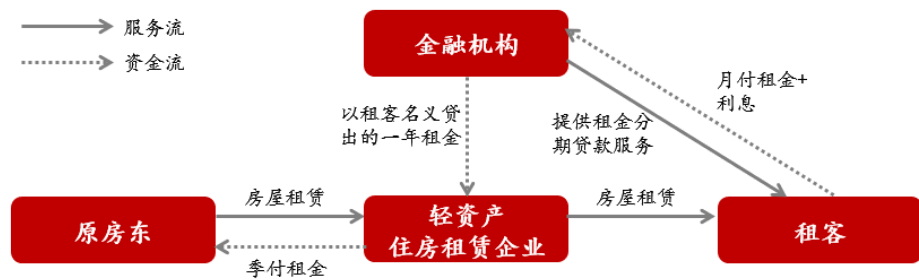 服务流
资金流
金融机构
月付租金+
利息
以租客名义贷
出的一年租金
提供租金分
期贷款服务
原房东
房屋租赁
季付租金
轻资产
住房租赁企业
房屋租赁
租客